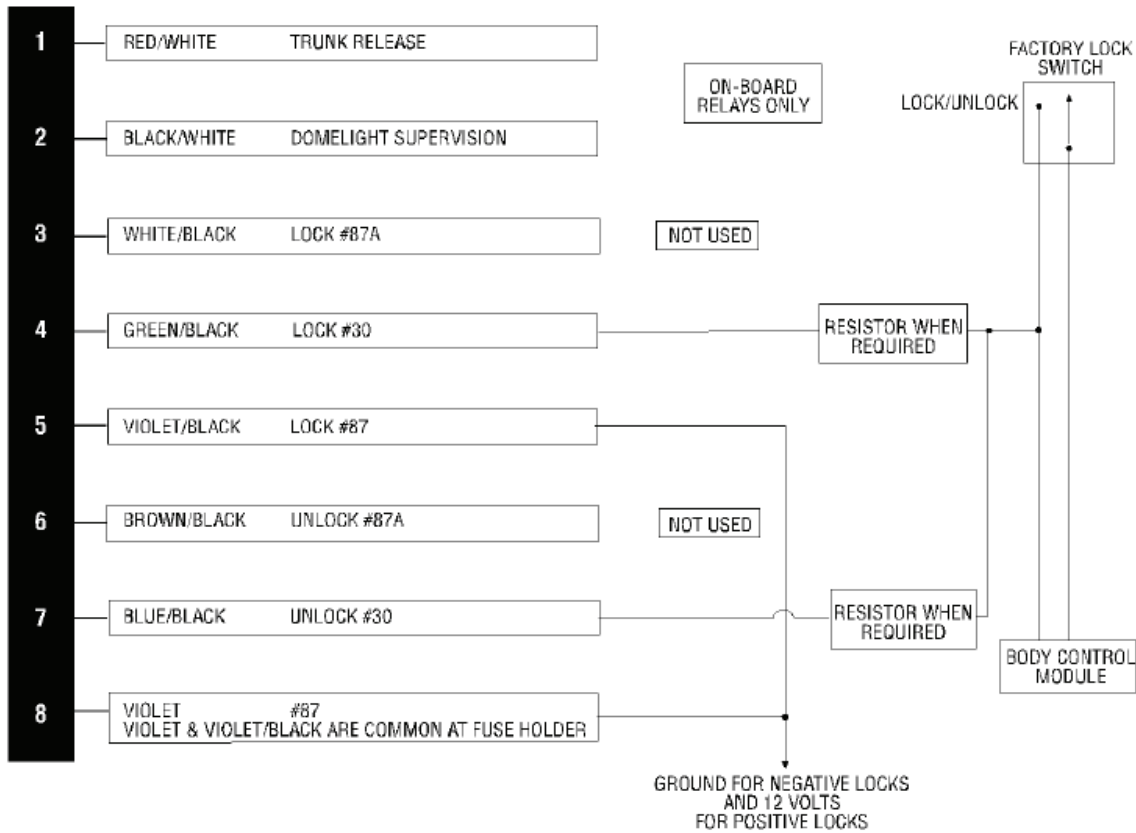 1 RED/WHITE TRUNK RELEASE
FACTORY LOCK
SWITCH
ON-BOARD
RELAYS ONLY
LOCK/UNLOCK
2 BLACK/WHITE DOMELIGHT SUPERVISION
3 WHITE/BLACK LOCK #87A
NOT USED
4 GREEN/BLACK LOCK #30
RESISTOR WHEN
REQUIRED
5 VIOLET/BLACK LOCK #87
6 BROWN/BLACK UNLOCK #87A
NOT USED
7 BLUE/BLACK UNLOCK #30
RESISTOR WHEN
REQUIRED
BODY CONTROL
MODULE
8 VIOLET #87
VIOLET & VIOLET/BLACK ARE COMMON AT FUSE HOLDER
GROUND FOR NEGATIVE LOCKS
AND 12 VOLTS
FOR POSITIVE LOCKS